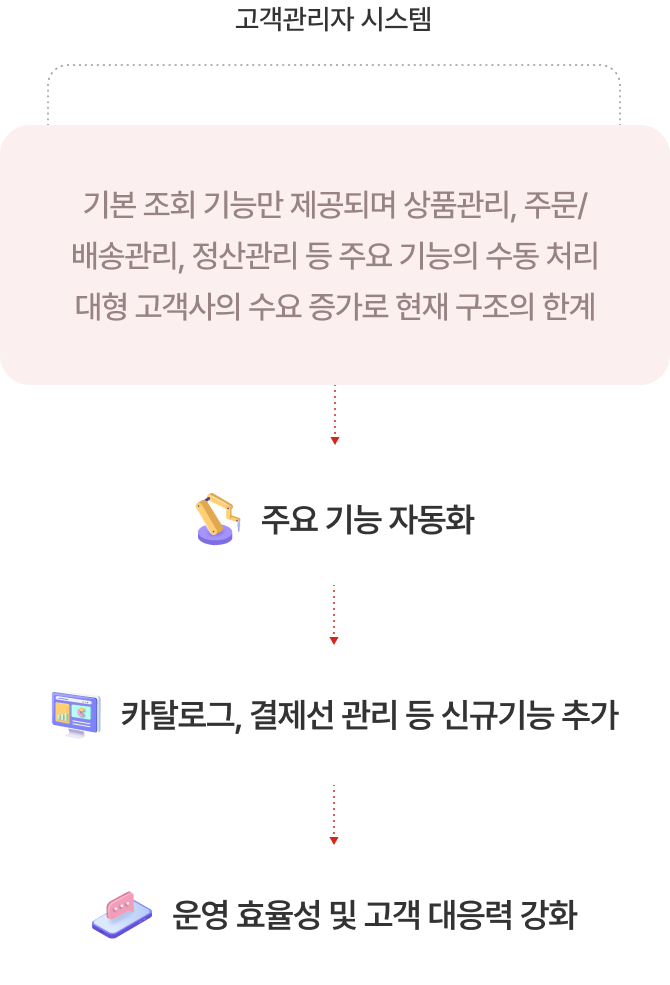 고객관리자 시스템
기본 조회 기능만 제공되며 상품관리, 주문/
배송관리, 정산관리 등 주요 기능의 수동 처리
대형 고객사의 수요 증가로 현재 구조의 한계
주요 기능 자동화
카탈로그, 결제선 관리 등 신규기능 추가
운영 효율성 및 고객 대응력 강화